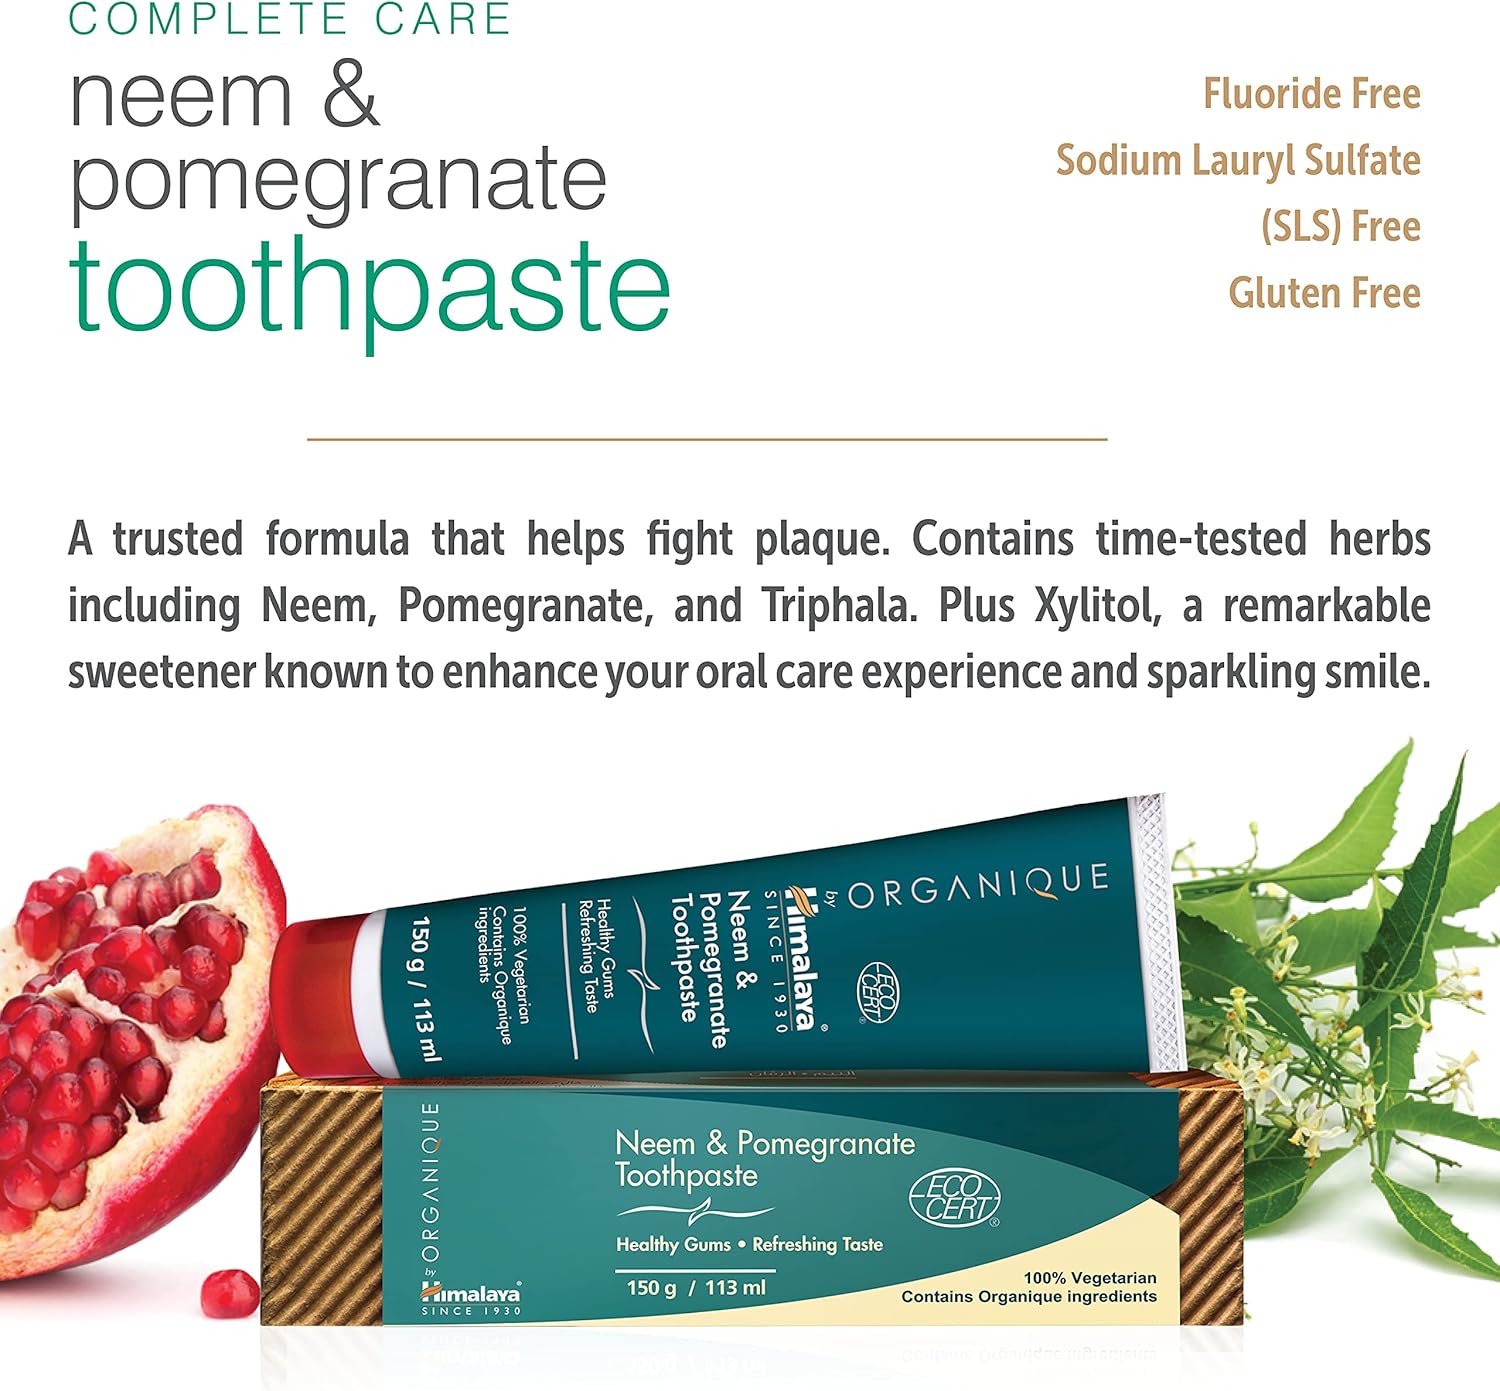 COMPLETE CARE
neem &
pomegranate
toothpaste
Fluoride Free
Sodium Lauryl Sulfate
(SLS) Free
Gluten Free
A trusted formula that helps fight plaque. Contains time-tested herbs
including Neem, Pomegranate, and Triphala. Plus Xylitol, a remarkable
sweetener known to enhance your oral care experience and sparkling smile.
ORGANIQUE
by
Himalaya®
SINCE 1930
ECO
CERT®
Neem &
Pomegranate
Toothpaste
Healthy Gums
Refreshing Taste
100% Vegetarian
Contains Organique
ingredients
150 g / 113 ml
ORGANIQUE
by
Himalaya®
SINCE 1930
Neem & Pomegranate
Toothpaste
Healthy Gums • Refreshing Taste
150 g / 113 ml
ECO
CERT®
100% Vegetarian
Contains Organique ingredients